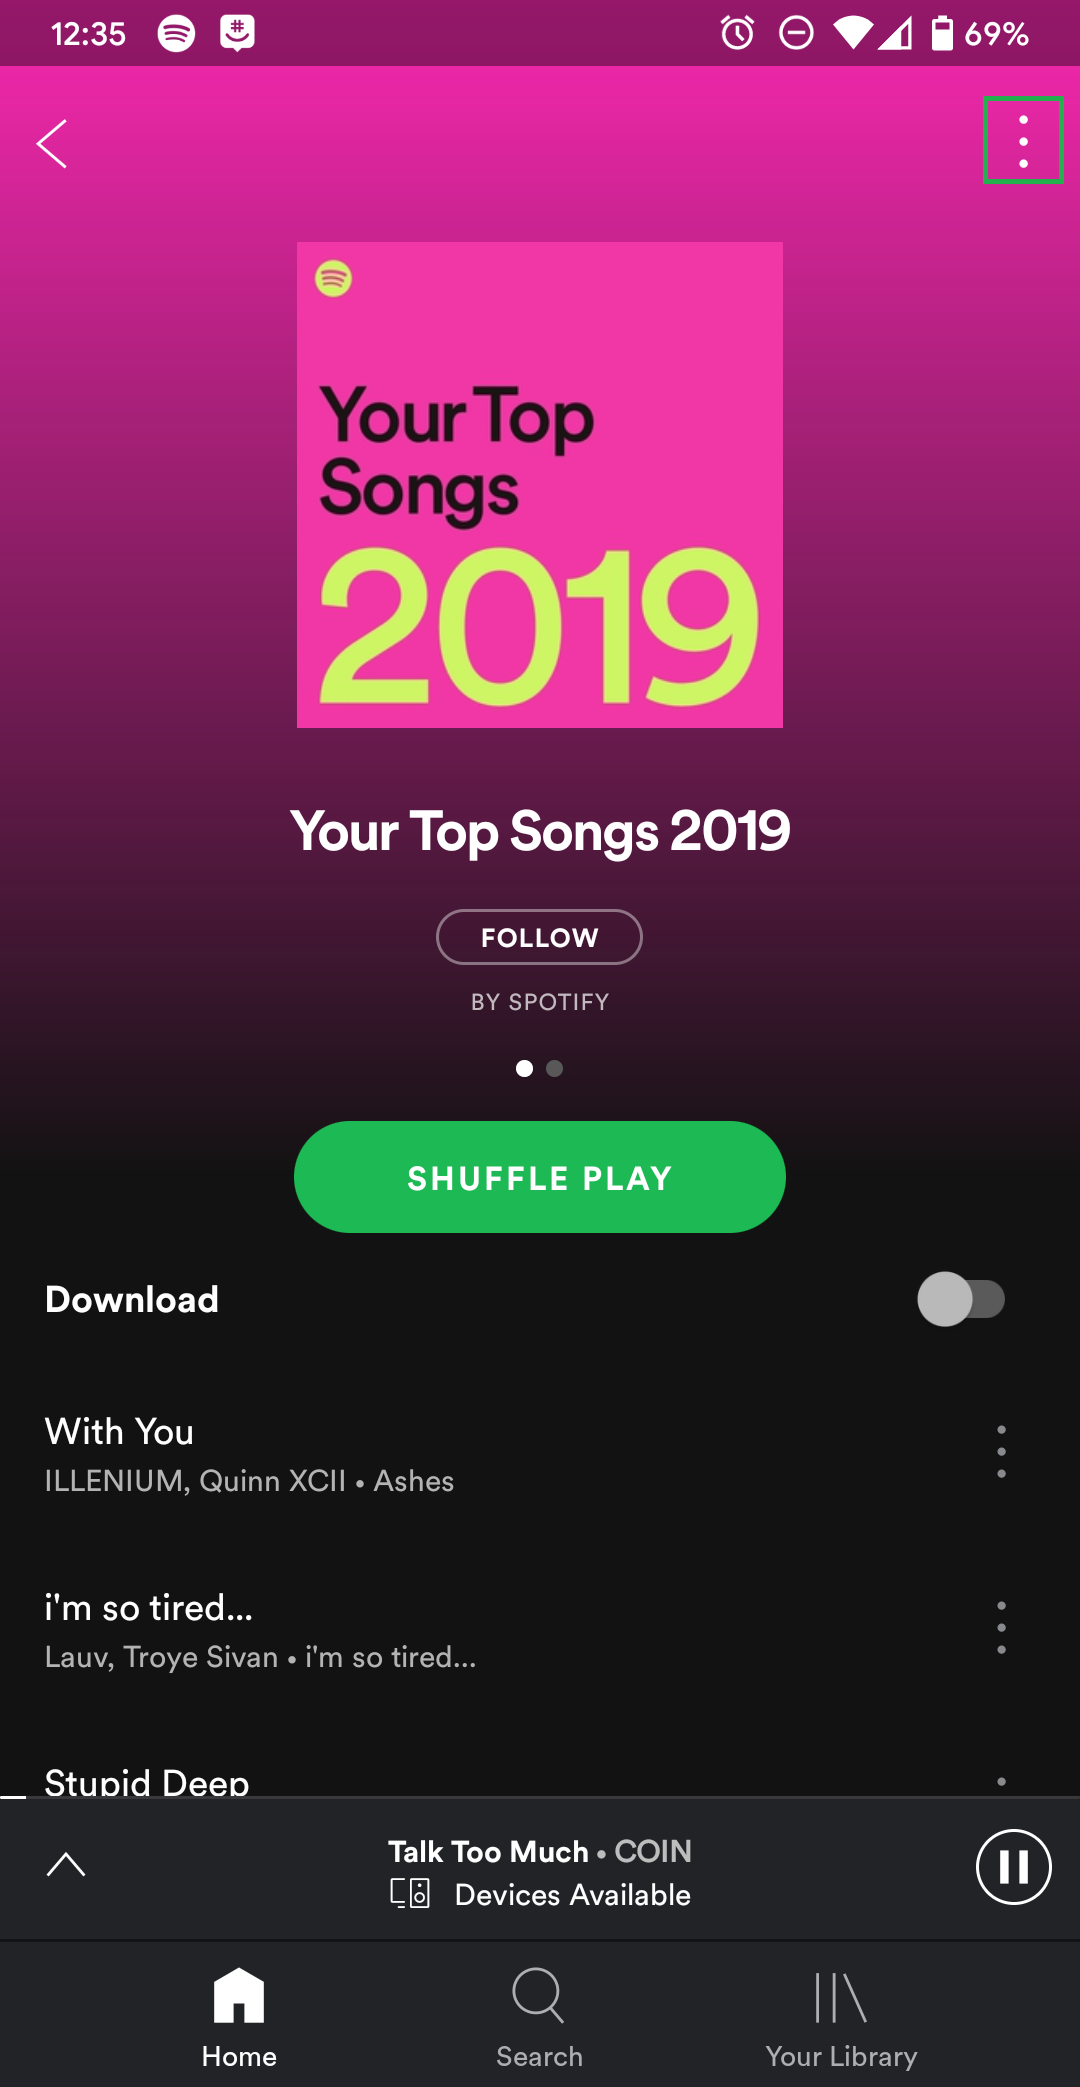 12:35
69%
Your Top
Songs
2019
Your Top Songs 2019
FOLLOW
BY SPOTIFY
SHUFFLE PLAY
Download
With You
ILLENIUM, Quinn XCII • Ashes
i'm so tired...
Lauv, Troye Sivan • i'm so tired...
Stupid Deep
Talk Too Much • COIN
Devices Available
Home
Search
Your Library